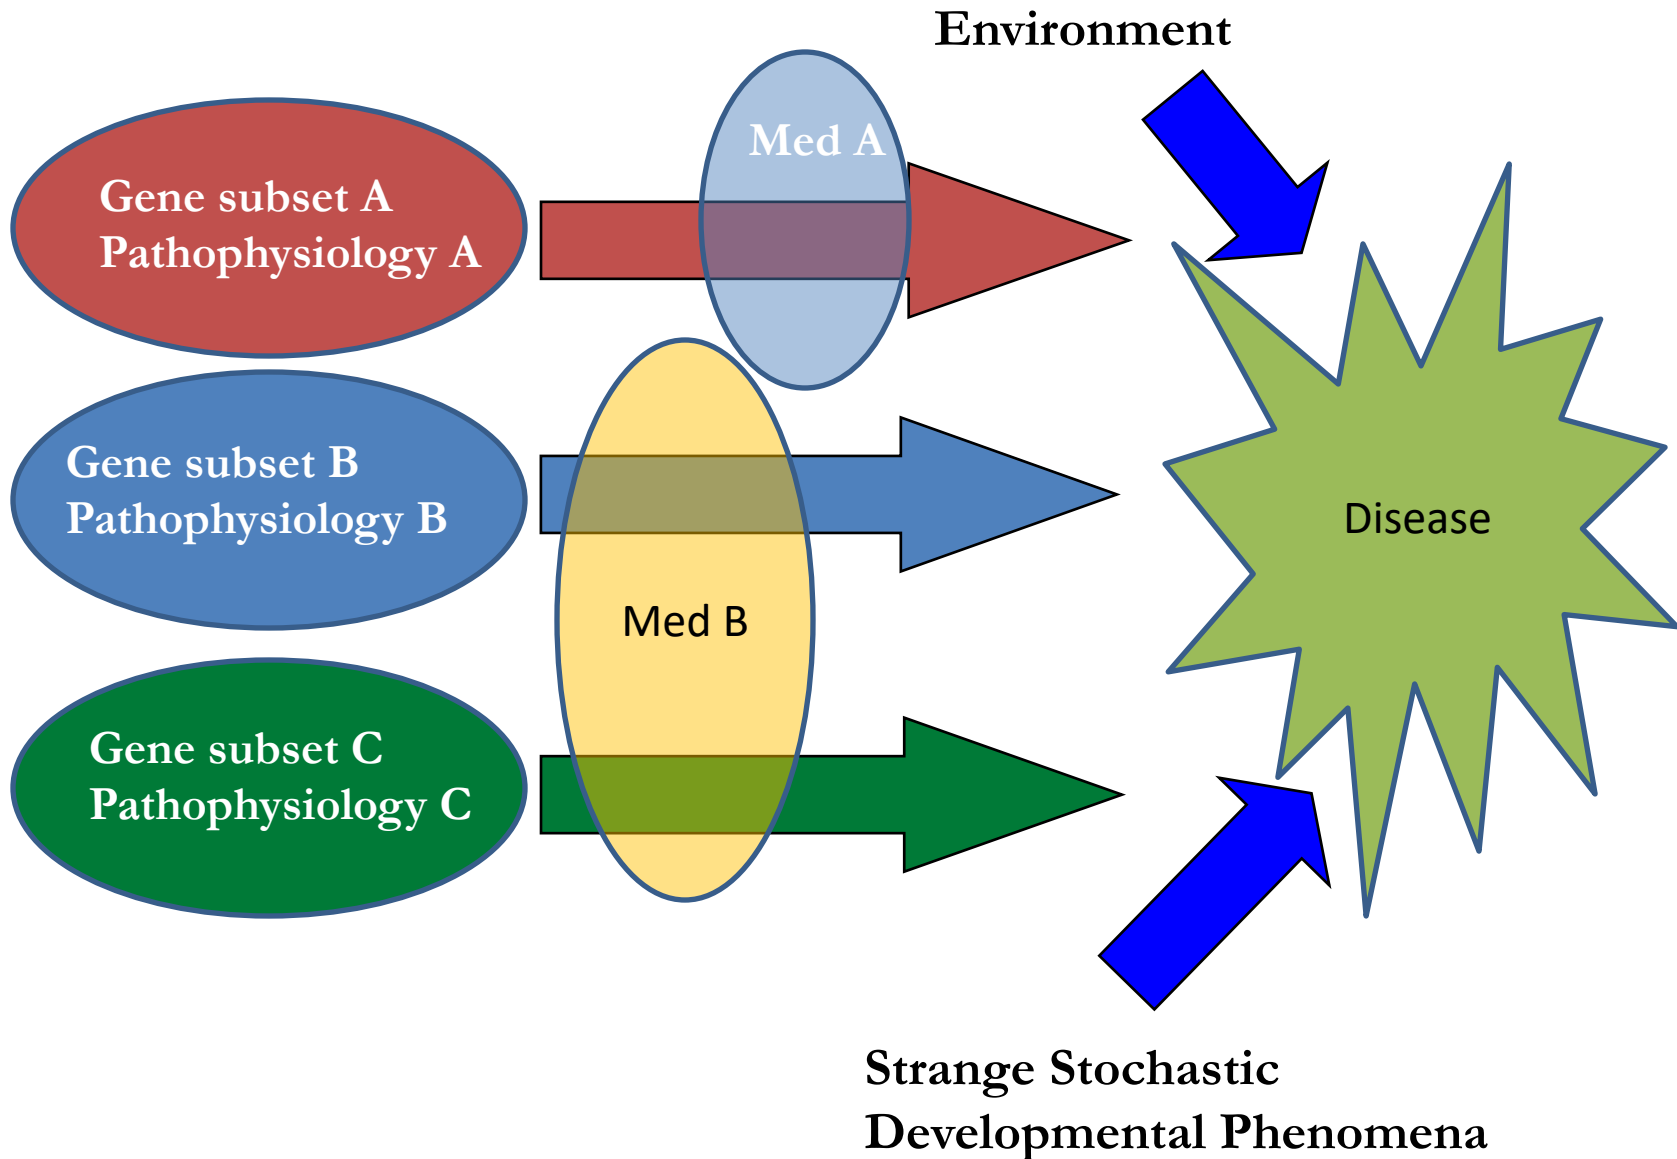 Environment
Med A
Gene subset A
Pathophysiology A
Gene subset B
Pathophysiology B
Disease
Med B
Gene subset C
Pathophysiology C
Strange Stochastic
Developmental Phenomena